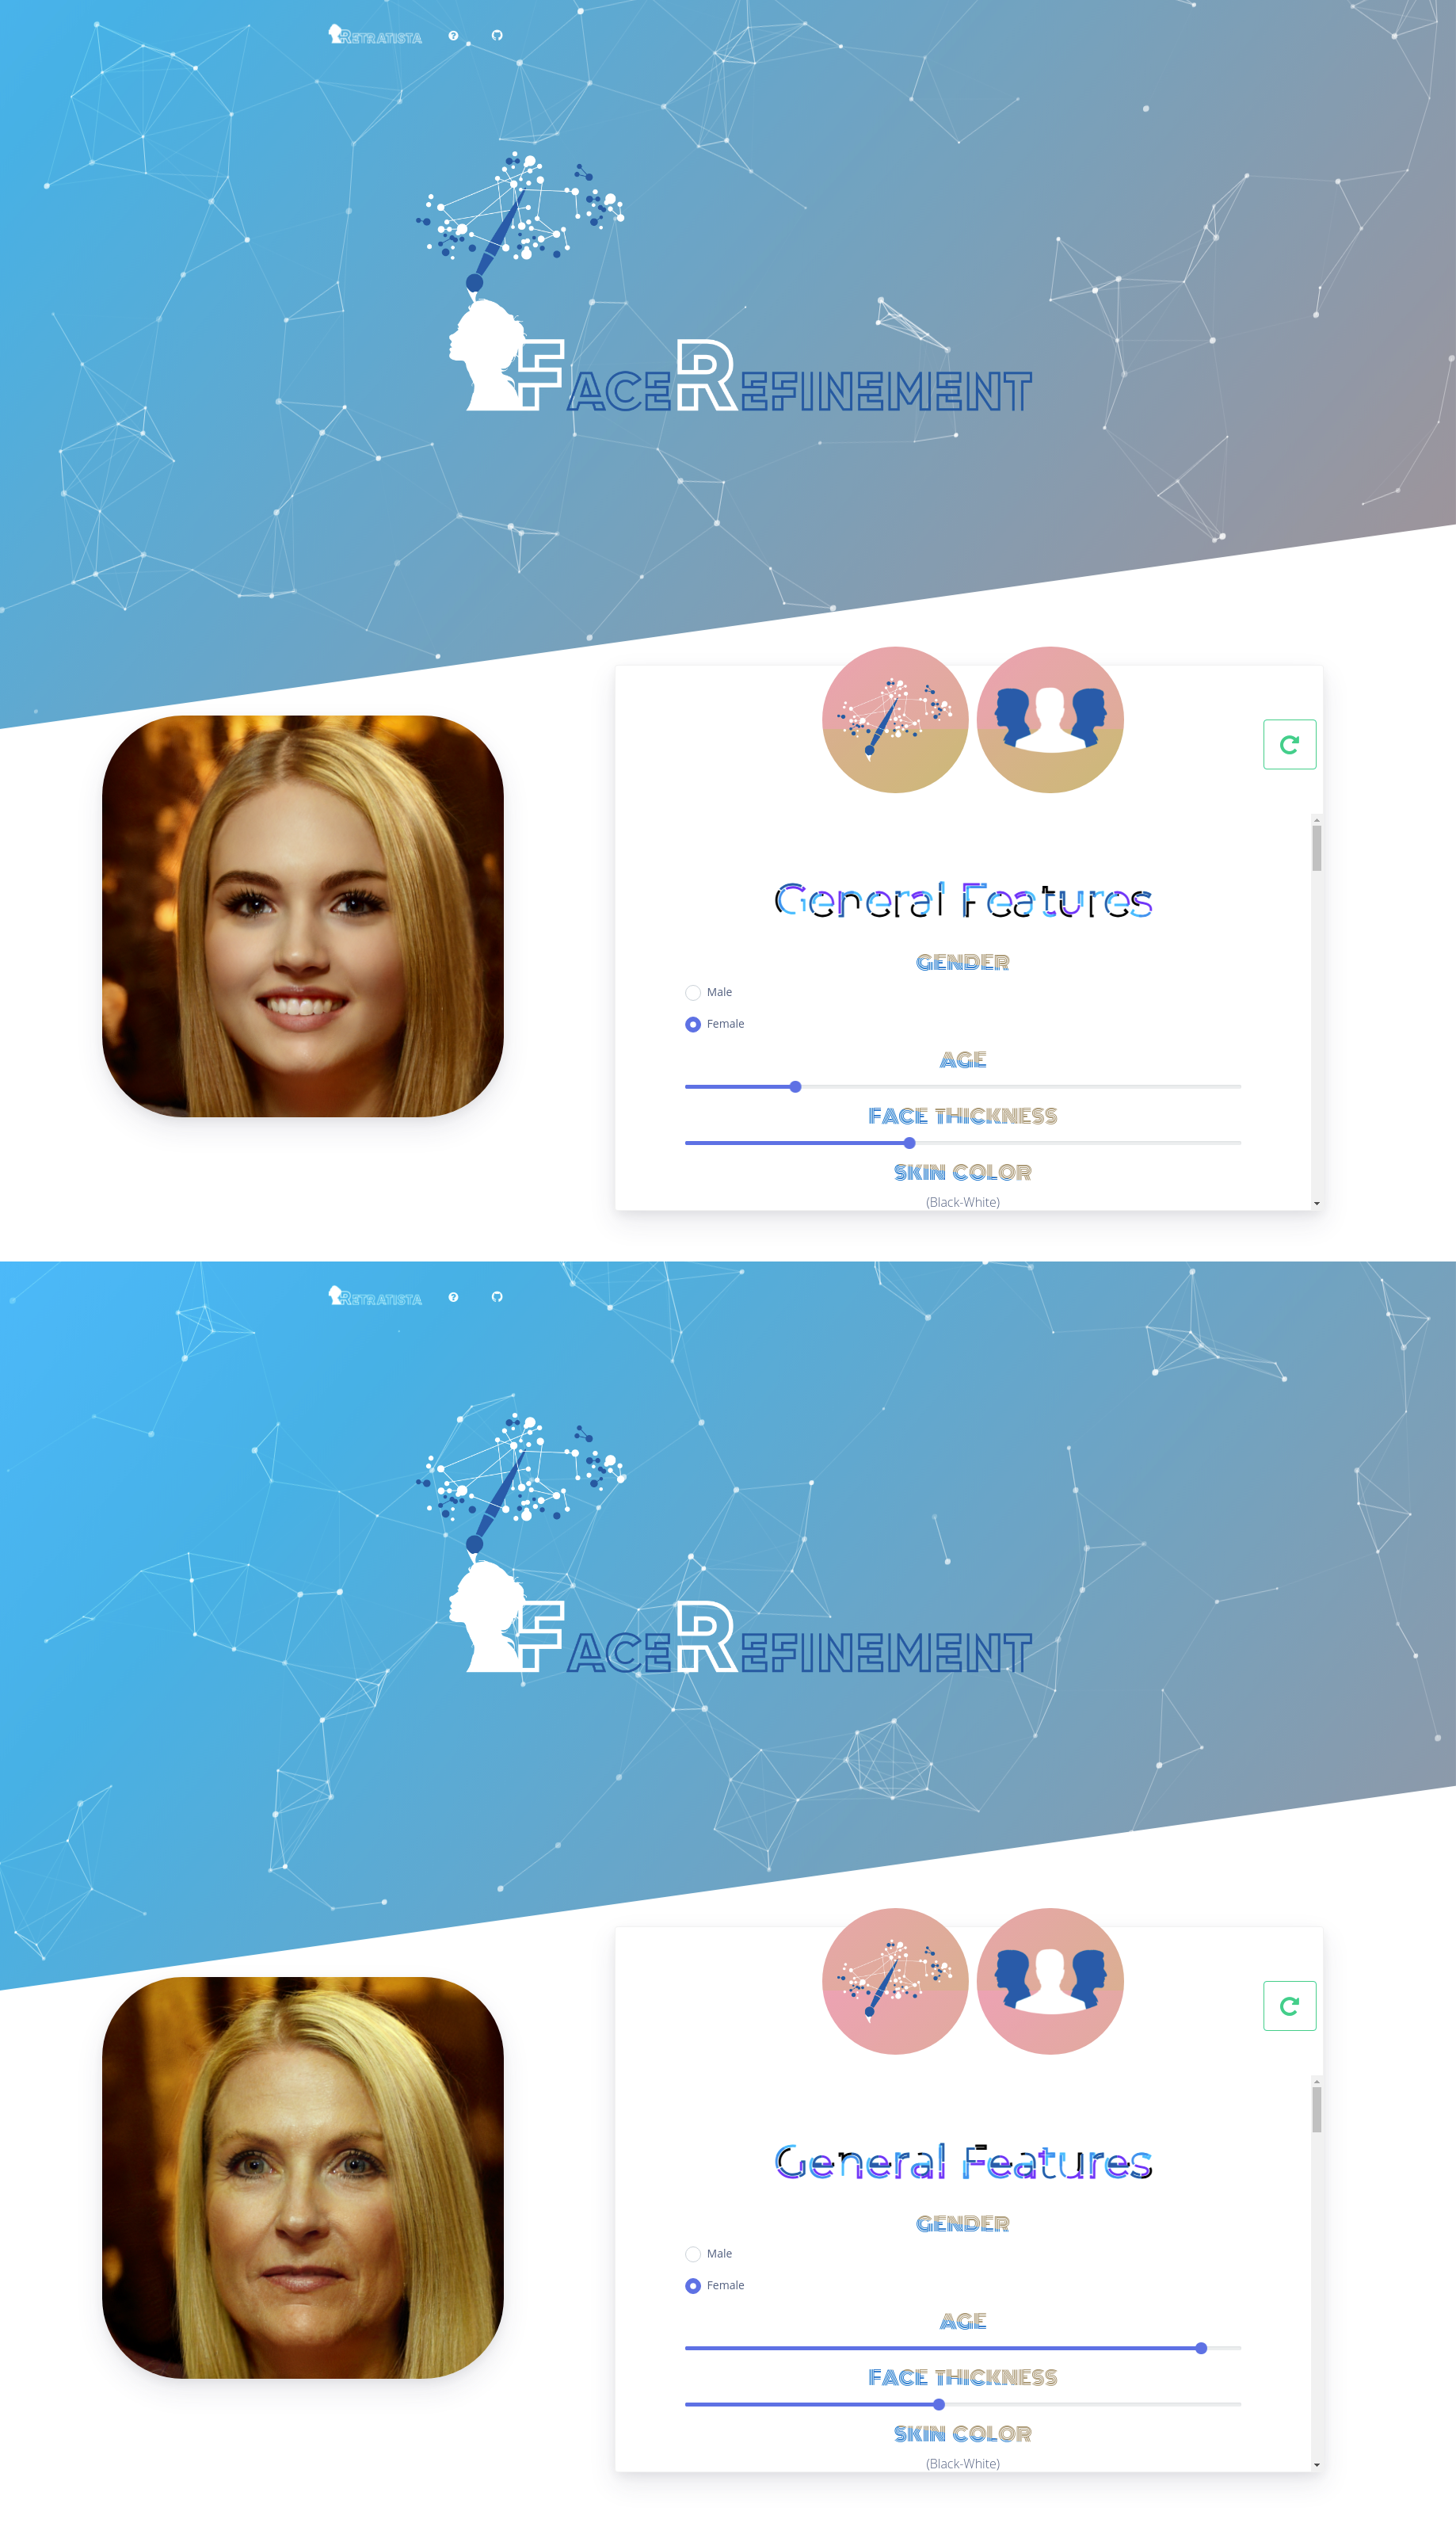 RETRATISTA
FACEREFINEMENT
General Features
GENDER
Male
Female
AGE
FACE THICKNESS
SKIN COLOR
(Black-White)
RETRATISTA
FACEREFINEMENT
General Features
GENDER
Male
Female
AGE
FACE THICKNESS
SKIN COLOR
(Black-White)